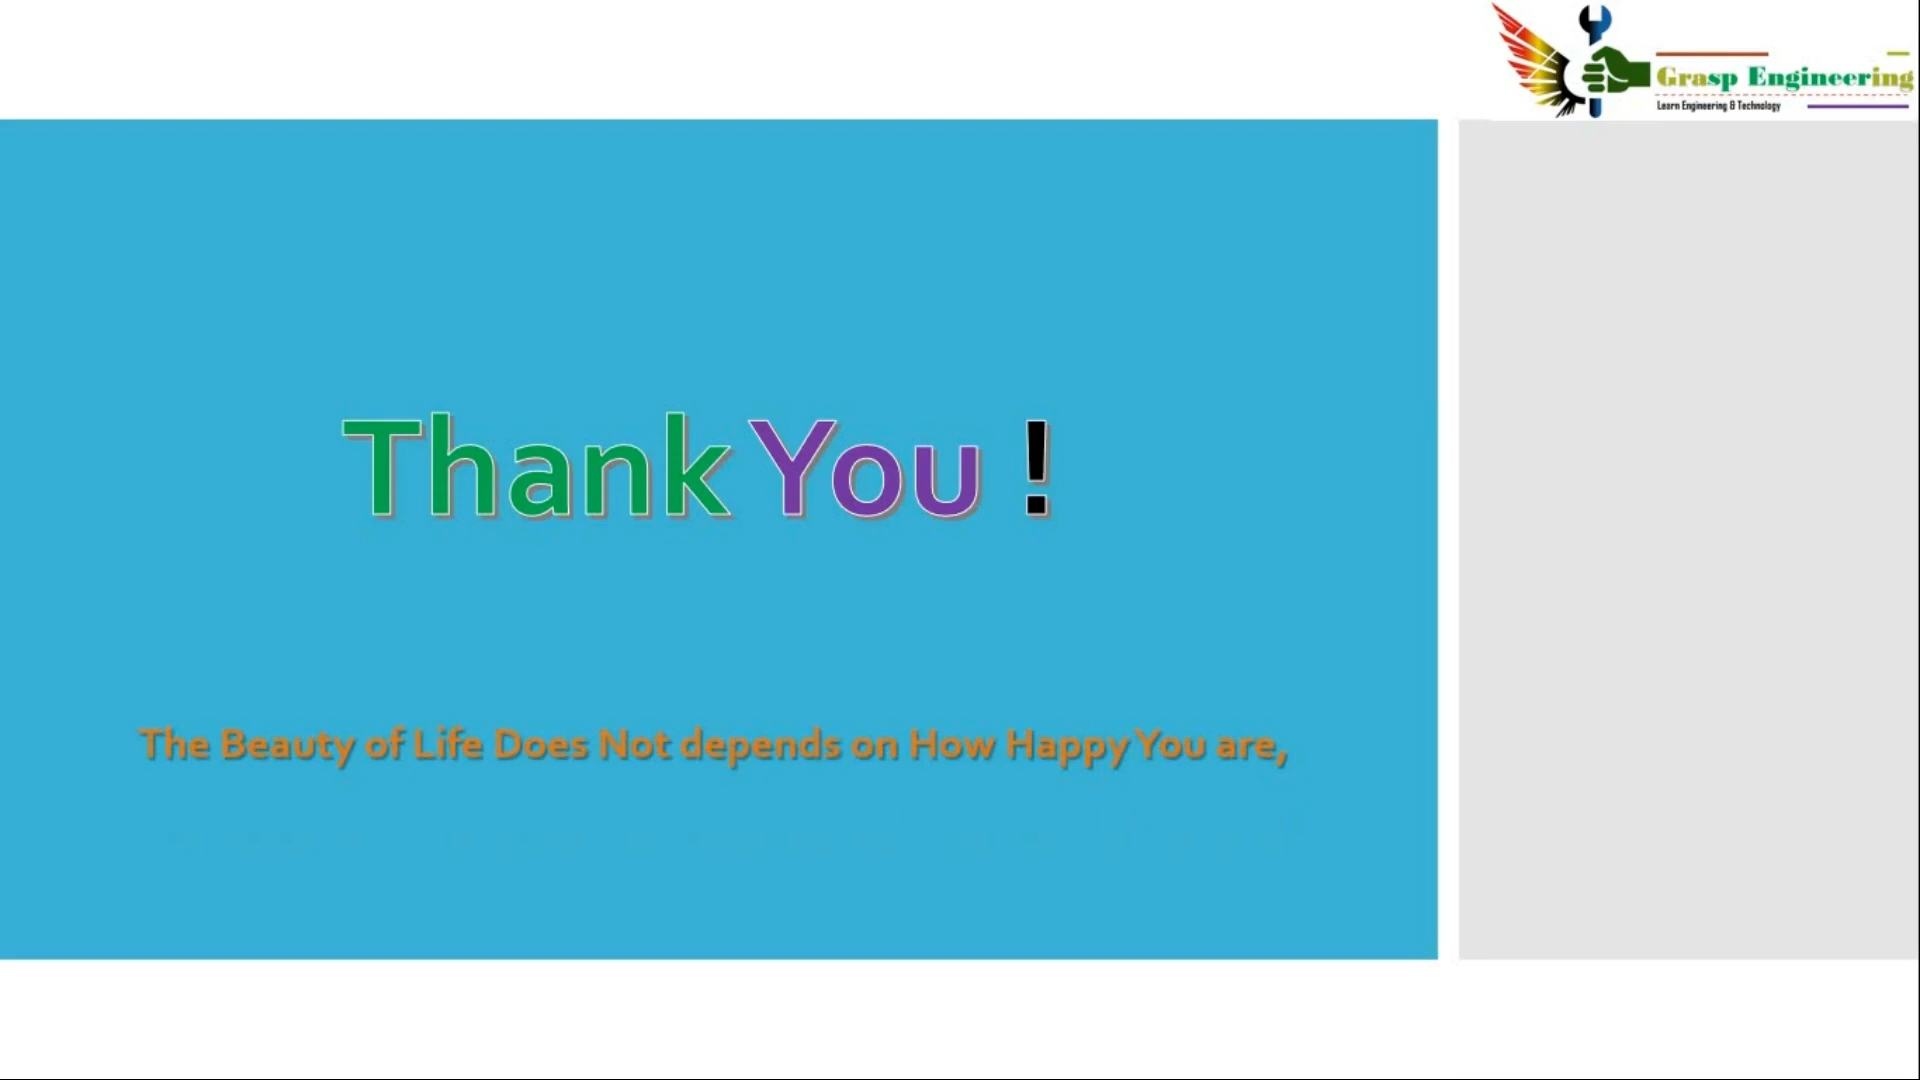 Grasp Engineering
Learn Engineering & Technology
Thank You !
The Beauty of Life Does Not depends on How Happy You are,